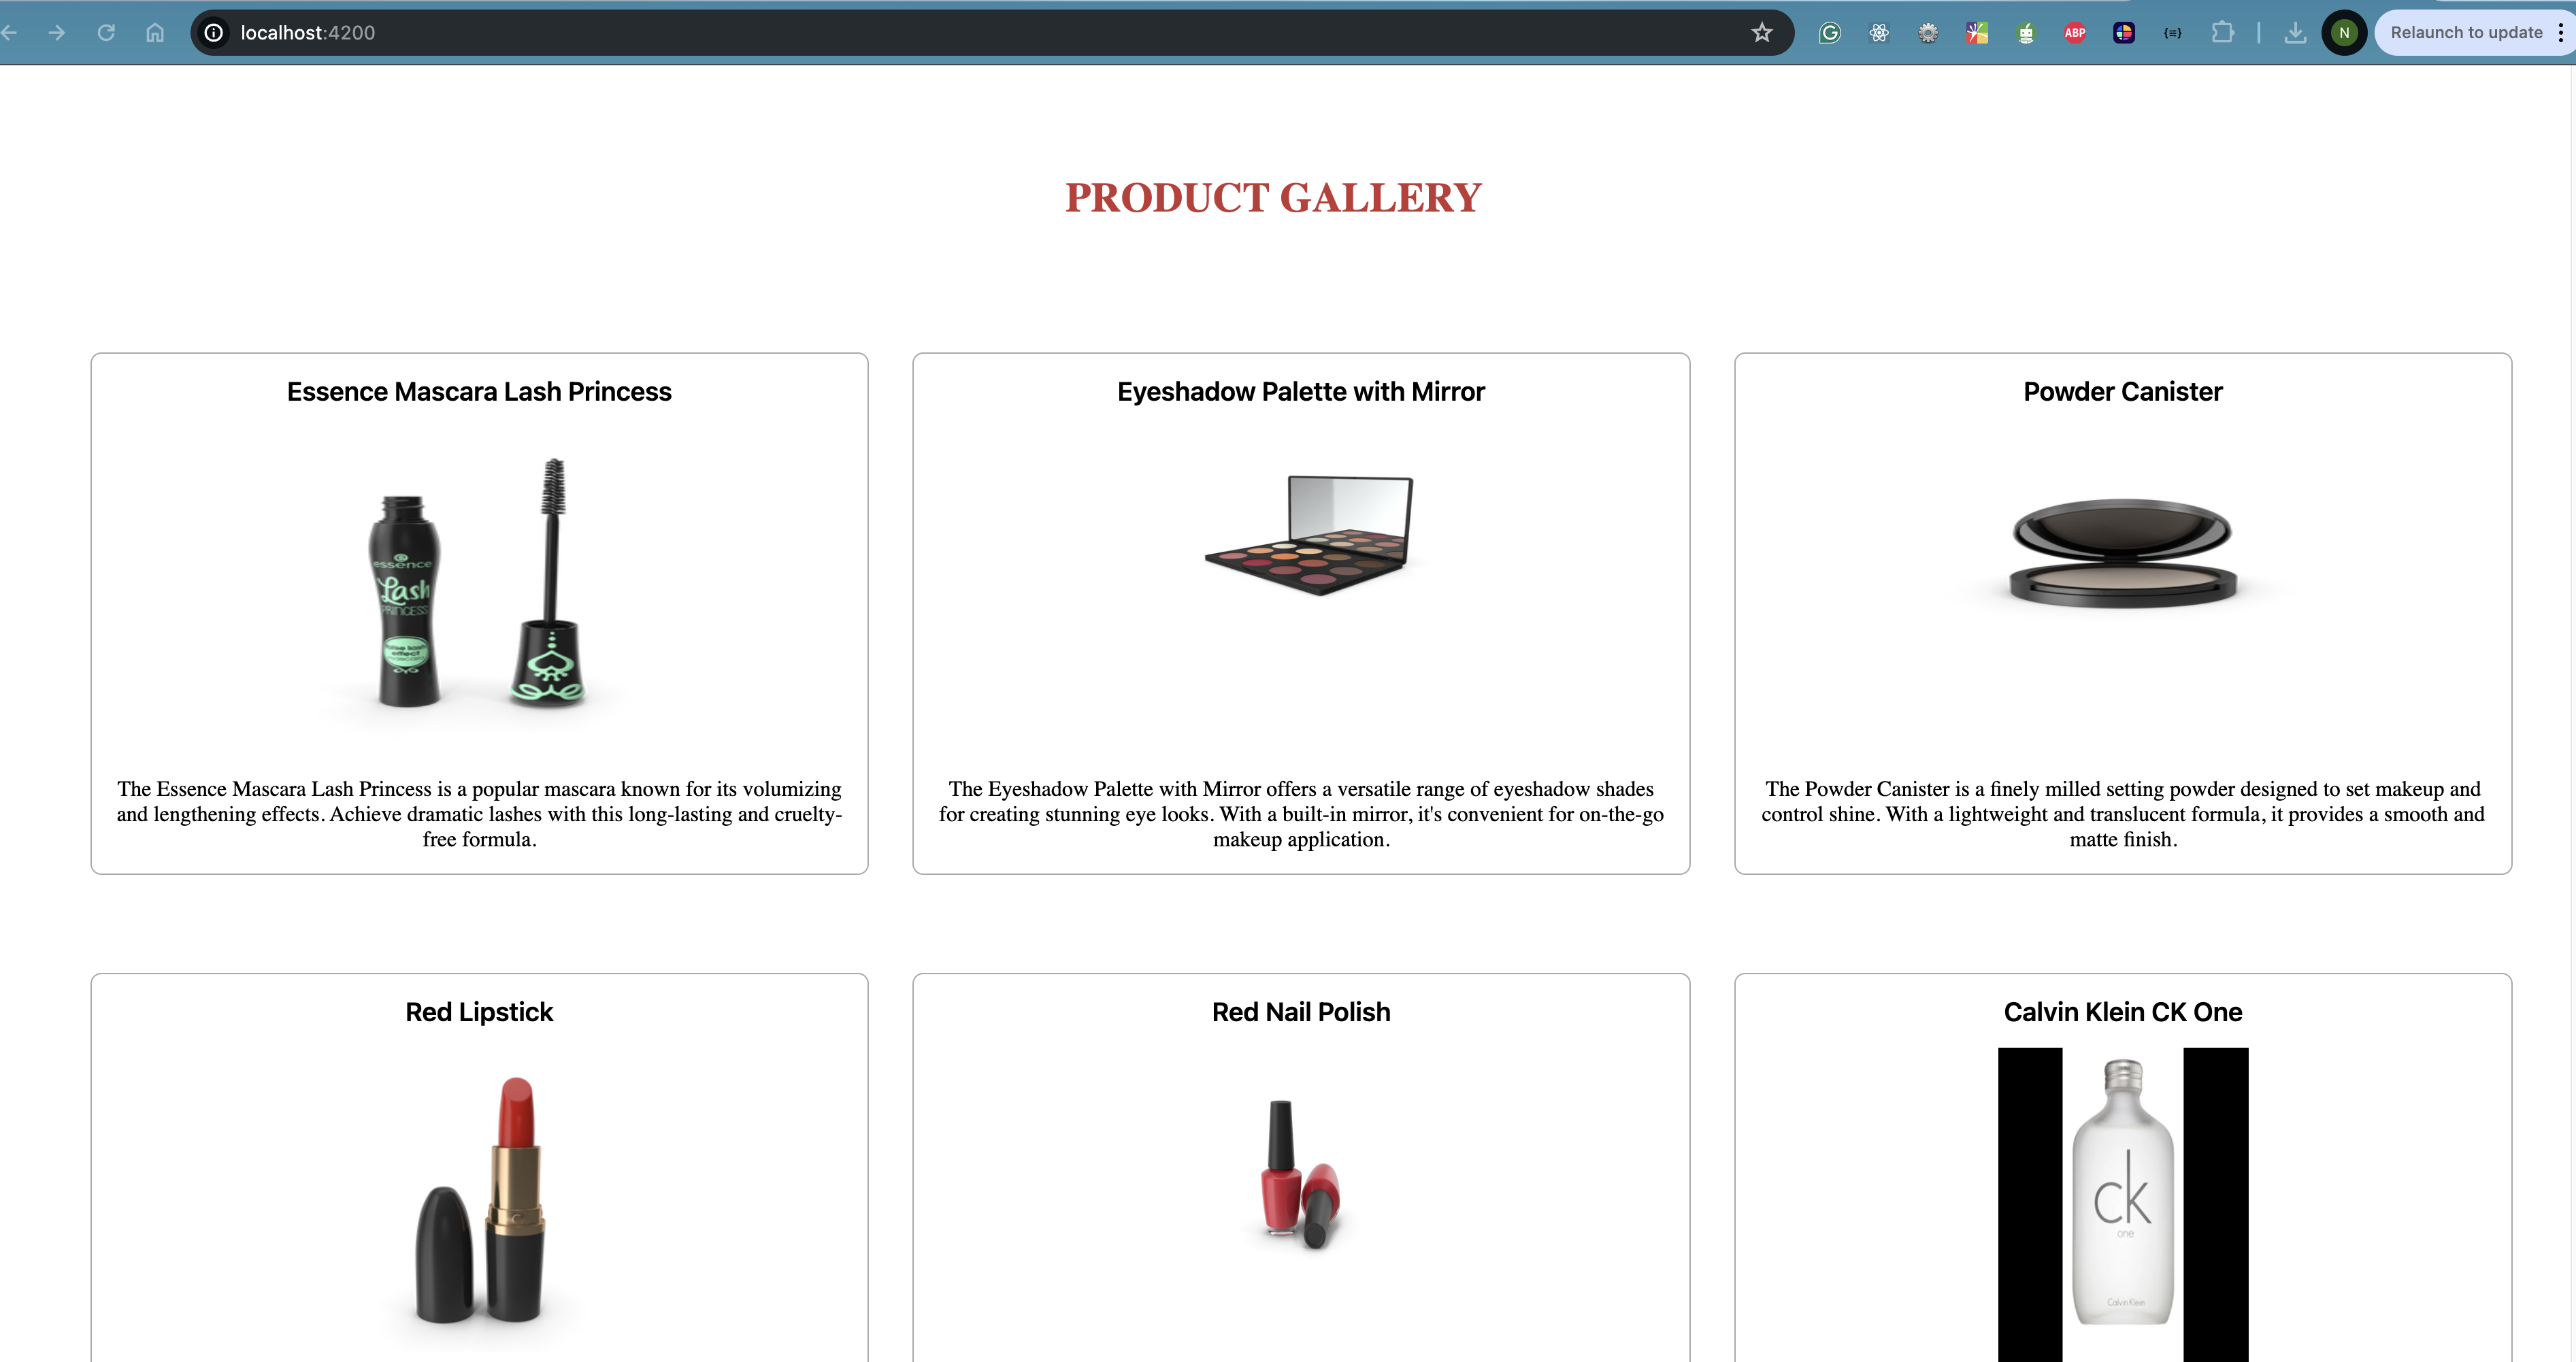 localhost:4200
ABP
{≡}
N
Relaunch to update
PRODUCT GALLERY
Essence Mascara Lash Princess
Eyeshadow Palette with Mirror
Powder Canister
essence
Lash
PRINCESS
false lash
effect
The Essence Mascara Lash Princess is a popular mascara known for its volumizing
and lengthening effects. Achieve dramatic lashes with this long-lasting and cruelty-
free formula.
The Eyeshadow Palette with Mirror offers a versatile range of eyeshadow shades
for creating stunning eye looks. With a built-in mirror, it's convenient for on-the-go
makeup application.
The Powder Canister is a finely milled setting powder designed to set makeup and
control shine. With a lightweight and translucent formula, it provides a smooth and
matte finish.
Red Lipstick
Red Nail Polish
Calvin Klein CK One
ck
one
Calvin Klein